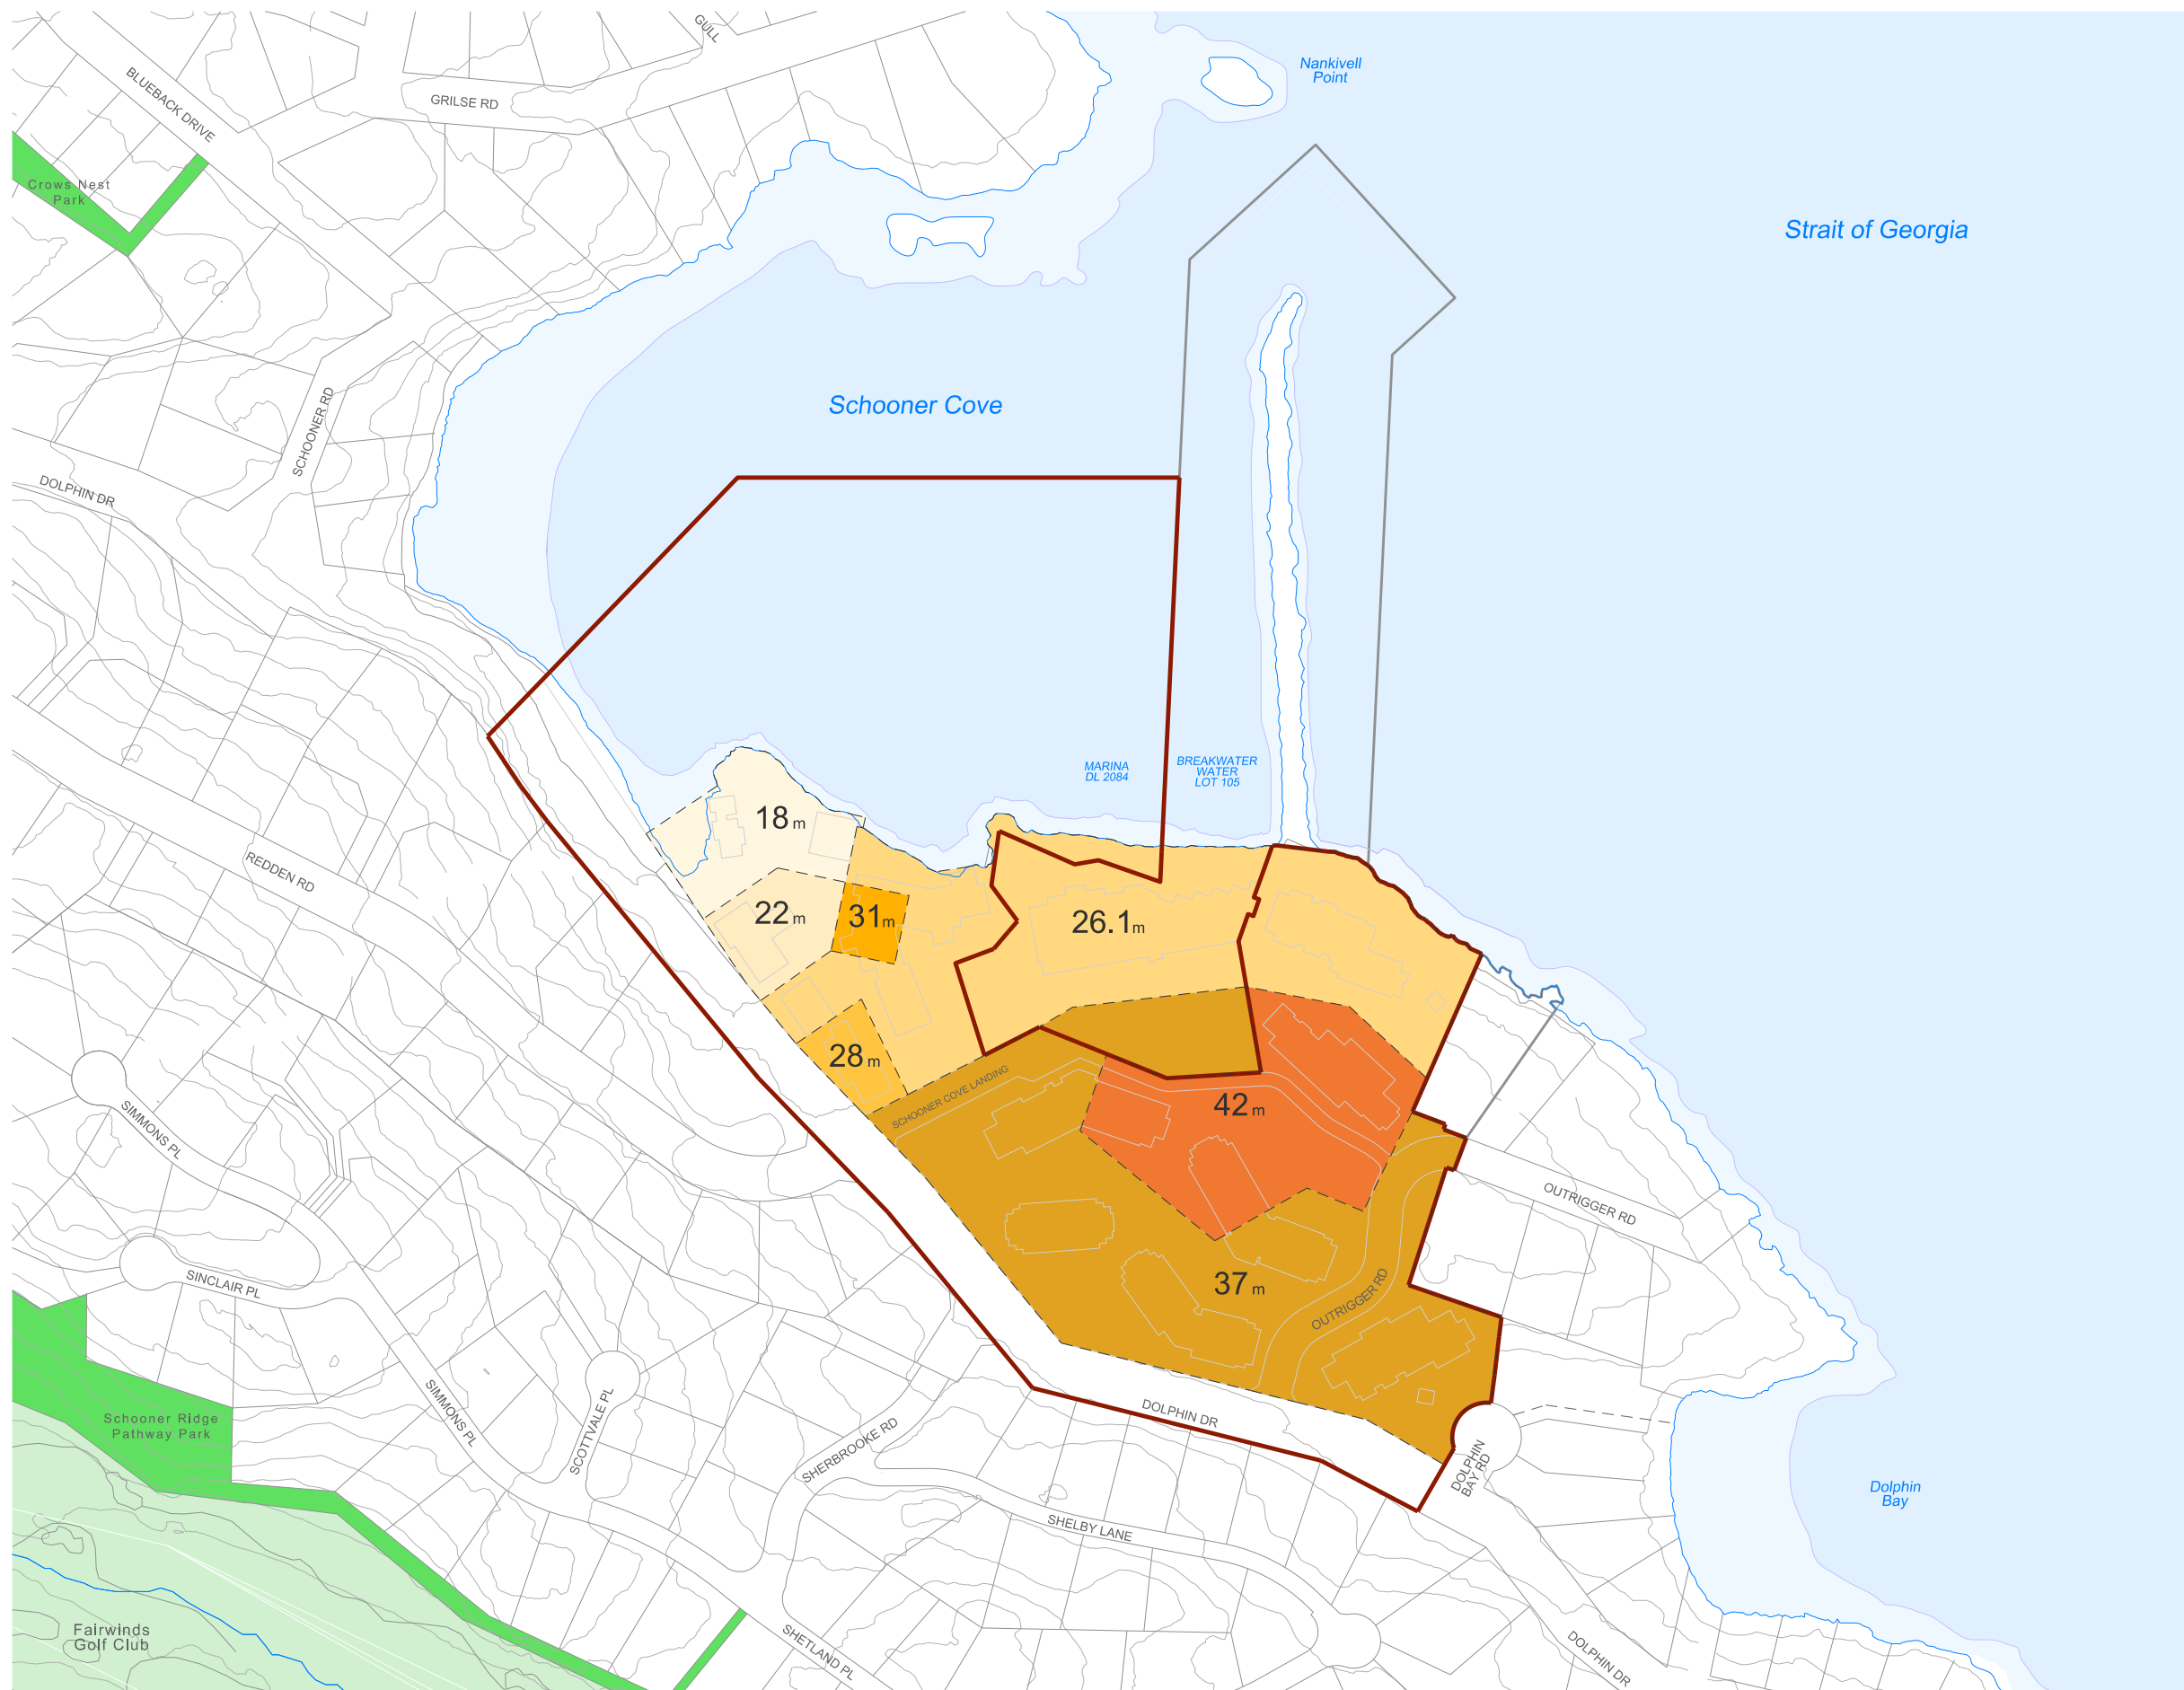 GULL
Nankivell
Point
BLUEBACK DRIVE
GRILSE RD
Crows Nest
Park
Strait of Georgia
Schooner Cove
SCHOONER RD
DOLPHIN DR
MARINA
DL 2084
BREAKWATER
WATER
LOT 105
18 m
22 m
31 m
26.1 m
REDDEN RD
28 m
SCHOONER COVE LANDING
42 m
SIMMONS PL
OUTRIGGER RD
SINCLAIR PL
37 m
OUTRIGGER RD
SIMMONS PL
SCOTTVALE PL
DOLPHIN DR
Schooner Ridge
Pathway Park
SHERBROOKE RD
DOLPHIN
BAY RD
Dolphin
Bay
SHELBY LANE
Fairwinds
Golf Club
SHETLAND PL
DOLPHIN DR